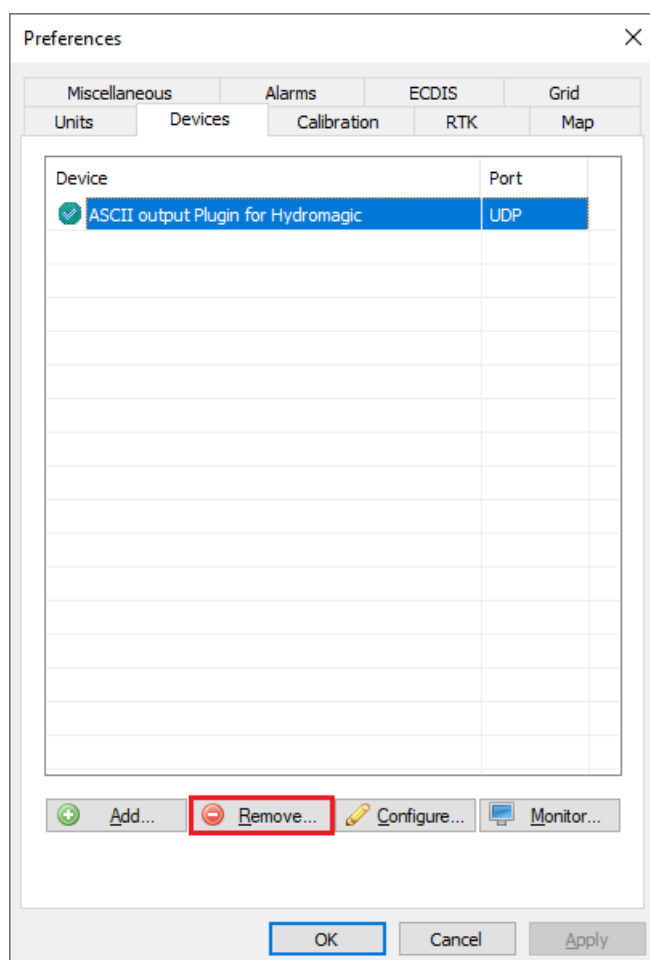 Preferences
Miscellaneous Alarms ECDIS Grid
Units Devices Calibration RTK Map
Device Port
ASCII output Plugin for Hydromagic UDP
Add... Remove... Configure... Monitor...
OK Cancel Apply